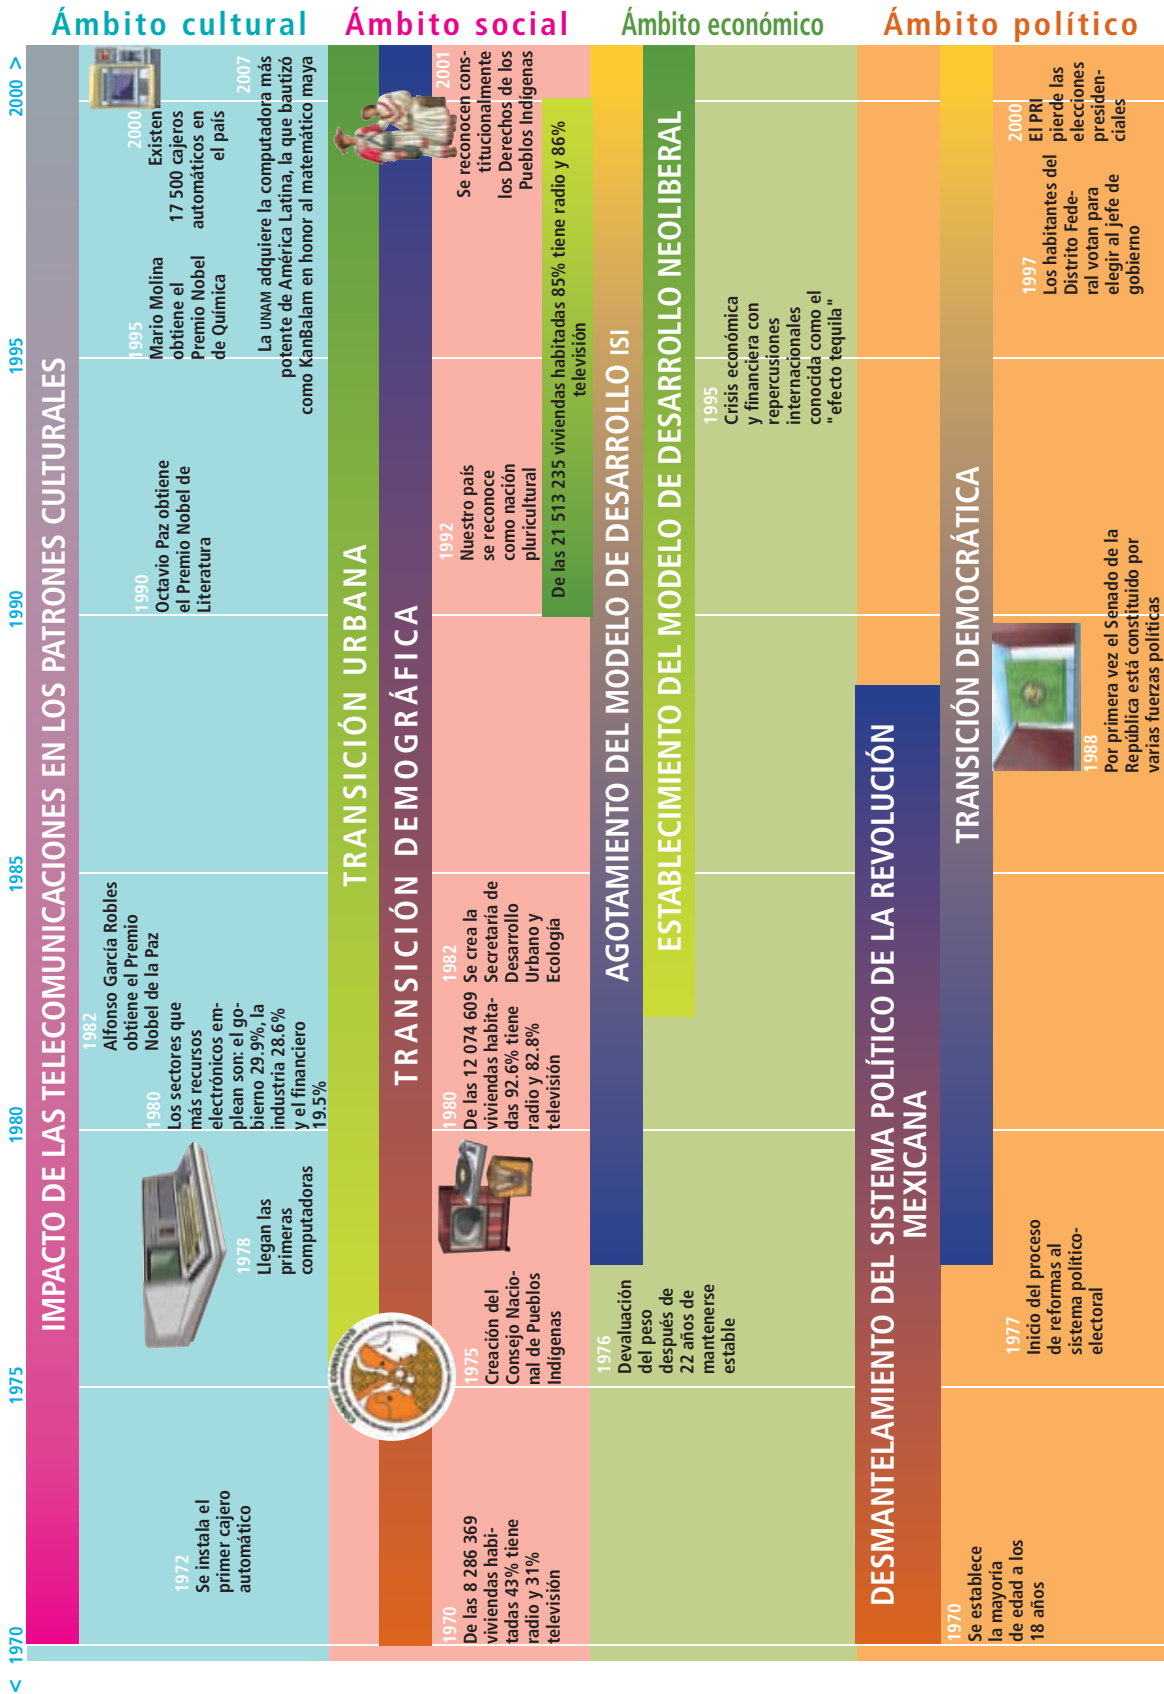 Ámbito cultural
Ámbito social
Ámbito económico
Ámbito político
< 1970
1975
1980
1985
1990
1995
2000 >
IMPACTO DE LAS TELECOMUNICACIONES EN LOS PATRONES CULTURALES
1972
Se instala el
primer cajero
automático
1978
Llegan las
primeras
computadoras
1980
Los sectores que
más recursos
electrónicos em-
plean son: el go-
bierno 29.9%, la
industria 28.6%
y el financiero
19.5%
1982
Alfonso García Robles
obtiene el Premio
Nobel de la Paz
1990
Octavio Paz obtiene
el Premio Nobel de
Literatura
1995
Mario Molina
obtiene el
Premio Nobel
de Química
2000
Existen
17 500 cajeros
automáticos en
el país
2007
La UNAM adquiere la computadora más
potente de América Latina, la que bautizó
como KanBalam en honor al matemático maya
TRANSICIÓN URBANA
TRANSICIÓN DEMOGRÁFICA
1970
De las 8 286 369
viviendas habi-
tadas 43% tiene
radio y 31%
televisión
1975
Creación del
Consejo Nacio-
nal de Pueblos
Indígenas
1980
De las 12 074 609
viviendas habita-
das 92.6% tiene
radio y 82.8%
televisión
1982
Se crea la
Secretaría de
Desarrollo
Urbano y
Ecología
1992
Nuestro país
se reconoce
como nación
pluricultural
2001
Se reconocen cons-
titucionalmente
los Derechos de los
Pueblos Indígenas
De las 21 513 235 viviendas habitadas 85% tiene radio y 86%
televisión
AGOTAMIENTO DEL MODELO DE DESARROLLO ISI
ESTABLECIMIENTO DEL MODELO DE DESARROLLO NEOLIBERAL
1976
Devaluación
del peso
después de
22 años de
mantenerse
estable
1995
Crisis económica
y financiera con
repercusiones
internacionales
conocida como el
"efecto tequila"
DESMANTELAMIENTO DEL SISTEMA POLÍTICO DE LA REVOLUCIÓN
MEXICANA
TRANSICIÓN DEMOCRÁTICA
1970
Se establece
la mayoría
de edad a los
18 años
1977
Inicio del proceso
de reformas al
sistema político-
electoral
1988
Por primera vez el Senado de la
República está constituido por
varias fuerzas políticas
1997
Los habitantes del
Distrito Fede-
ral votan para
elegir al jefe de
gobierno
2000
El PRI
pierde las
elecciones
presiden-
ciales